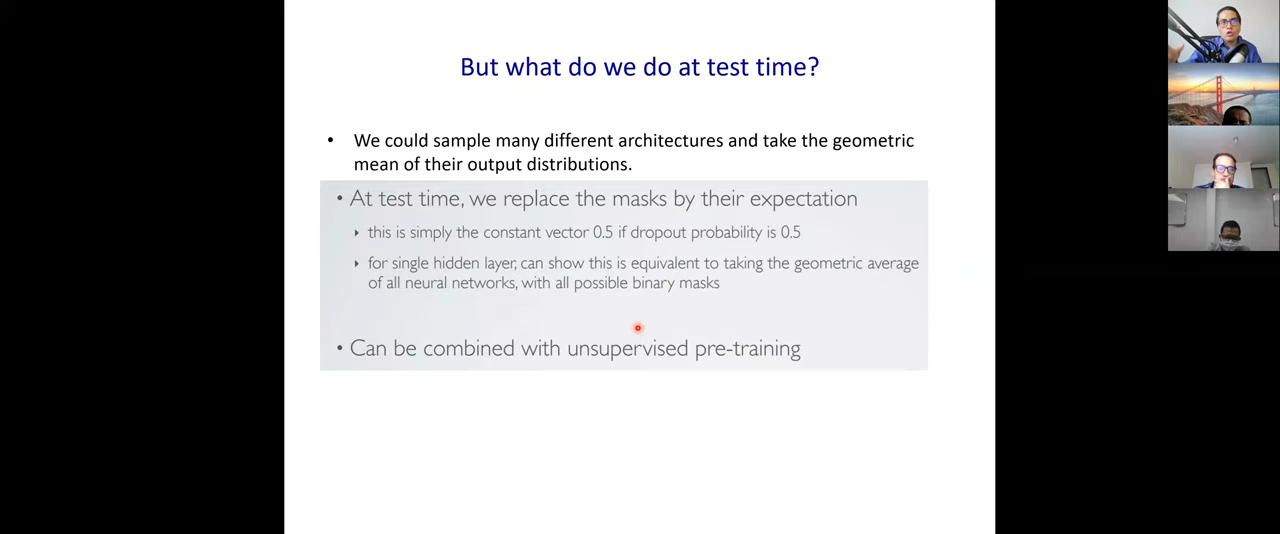 But what do we do at test time?
• We could sample many different architectures and take the geometric
mean of their output distributions.
• At test time, we replace the masks by their expectation
‣ this is simply the constant vector 0.5 if dropout probability is 0.5
‣ for single hidden layer, can show this is equivalent to taking the geometric average
of all neural networks, with all possible binary masks
• Can be combined with unsupervised pre-training